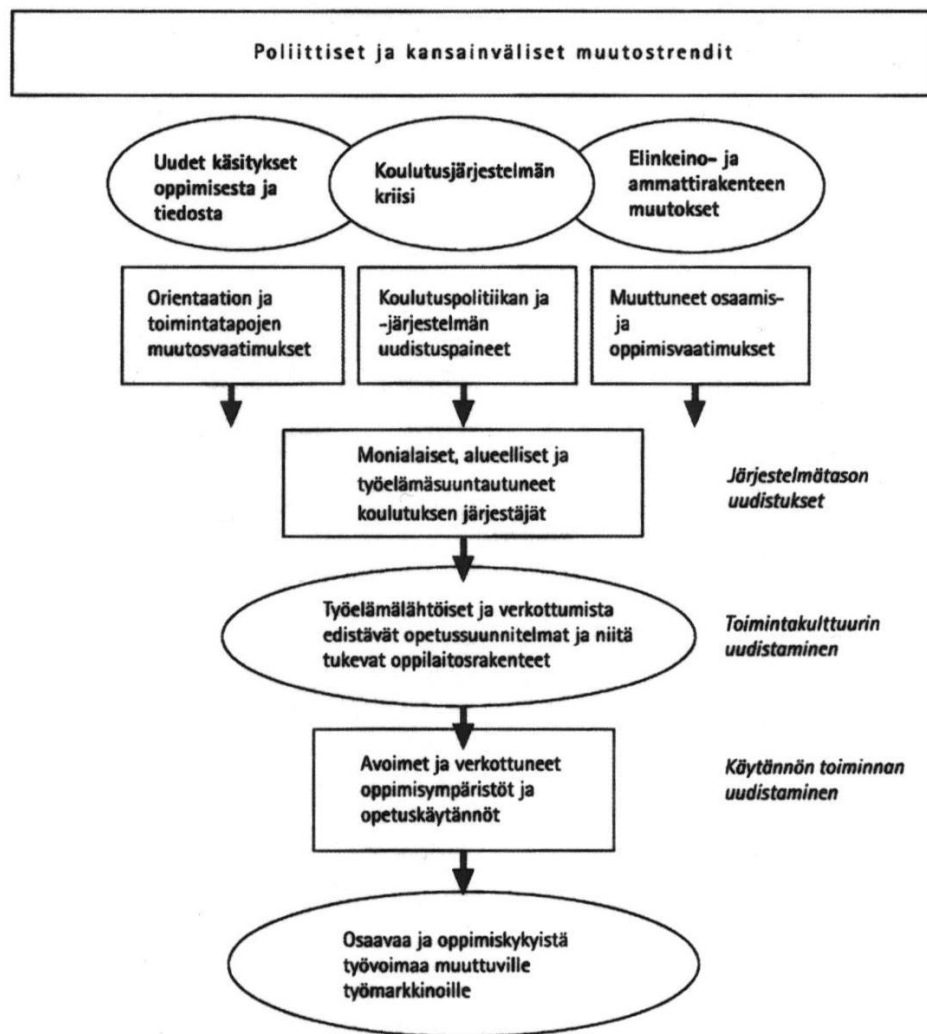 Poliittiset ja kansainväliset muutostrendit
Uudet käsitykset
oppimisesta ja
tiedosta
Koulutusjärjestelmän
kriisi
Elinkeino- ja
ammattirakenteen
muutokset
Orientaation ja
toimintatapojen
muutosvaatimukset
Koulutuspolitiikan ja
-järjestelmän
uudistuspaineet
Muuttuneet osaamis-
ja
oppimisvaatimukset
Monialaiset, alueelliset ja
työelämäsuuntautuneet
koulutuksen järjestäjät
Järjestelmätason
uudistukset
Työelämälähtöiset ja verkottumista
edistävät opetussuunnitelmat ja niitä
tukevat oppilaitosrakenteet
Toimintakulttuurin
uudistaminen
Avoimet ja verkottuneet
oppimisympäristöt ja
opetuskäytännöt
Käytännön toiminnan
uudistaminen
Osaavaa ja oppimiskykyistä
työvoimaa muuttuville
työmarkkinoille